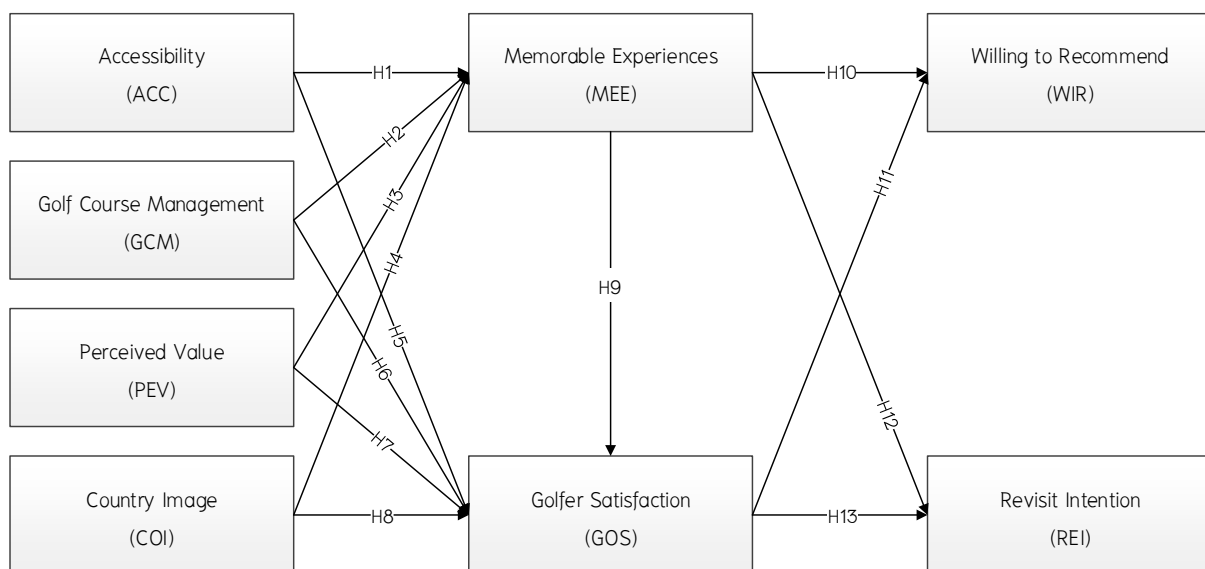 Accessibility
(ACC)
Golf Course Management
(GCM)
Perceived Value
(PEV)
Country Image
(COI)
H1
H2
H3
H4
H5
H6
H7
H8
Memorable Experiences
(MEE)
H9
Golfer Satisfaction
(GOS)
H10
H11
H12
H13
Willing to Recommend
(WIR)
Revisit Intention
(REI)